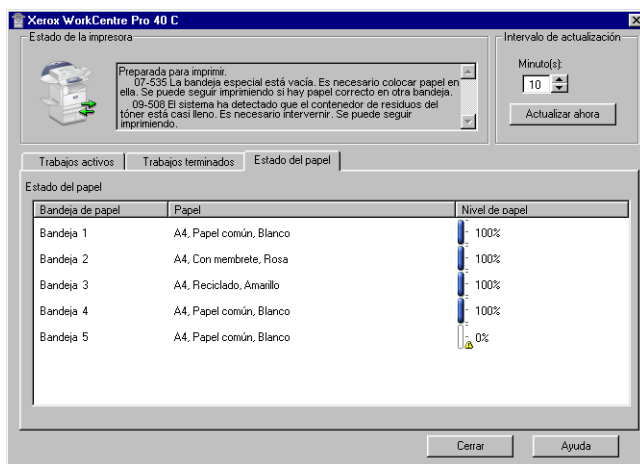 Xerox WorkCentre Pro 40 C
Estado de la impresora
Intervalo de actualización
Preparada para imprimir.
07-535 La bandeja especial está vacía. Es necesario colocar papel en
ella. Se puede seguir imprimiendo si hay papel correcto en otra bandeja.
09-508 El sistema ha detectado que el contenedor de residuos del
tóner está casi lleno. Es necesario intervenir. Se puede seguir
imprimiendo.
Minuto(s):
10
Actualizar ahora
Trabajos activos Trabajos terminados Estado del papel
Estado del papel
Bandeja de papel Papel Nivel de papel
Bandeja 1 A4, Papel común, Blanco 100%
Bandeja 2 A4, Con membrete, Rosa 100%
Bandeja 3 A4, Reciclado, Amarillo 100%
Bandeja 4 A4, Papel común, Blanco 100%
Bandeja 5 A4, Papel común, Blanco 0%
Cerrar Ayuda